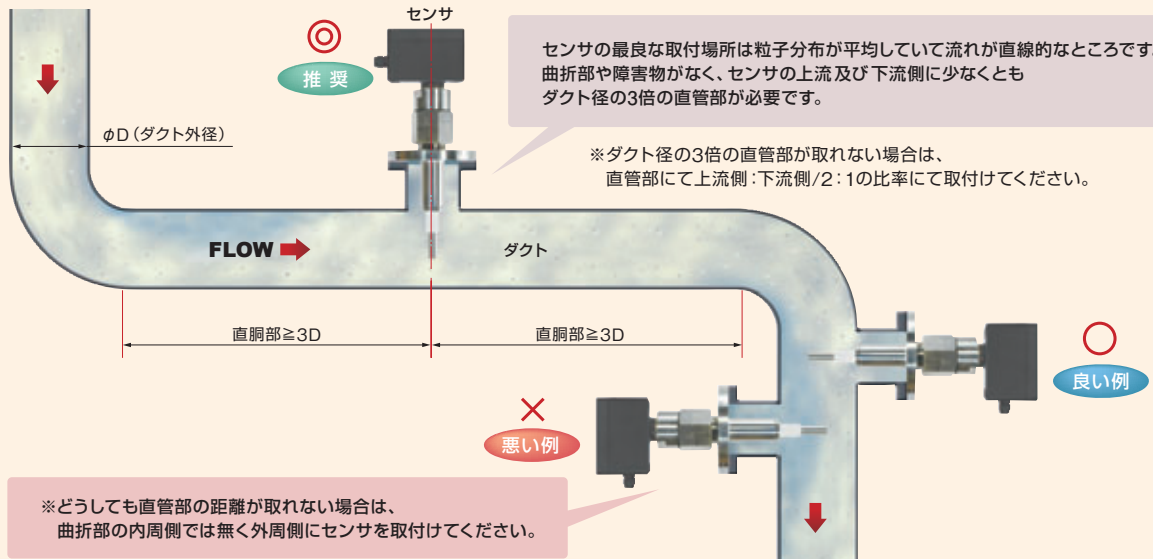 センサ
◎
推奨
センサの最良な取付場所は粒子分布が平均していて流れが直線的なところです。
曲折部や障害物がなく、センサの上流及び下流側に少なくとも
ダクト径の3倍の直管部が必要です。
φD(ダクト外径)
※ダクト径の3倍の直管部が取れない場合は、
直管部にて上流側:下流側/2:1の比率にて取付けてください。
FLOW
ダクト
直胴部≧3D
直胴部≧3D
○
良い例
×
悪い例
※どうしても直管部の距離が取れない場合は、
曲折部の内周側では無く外周側にセンサを取付けてください。